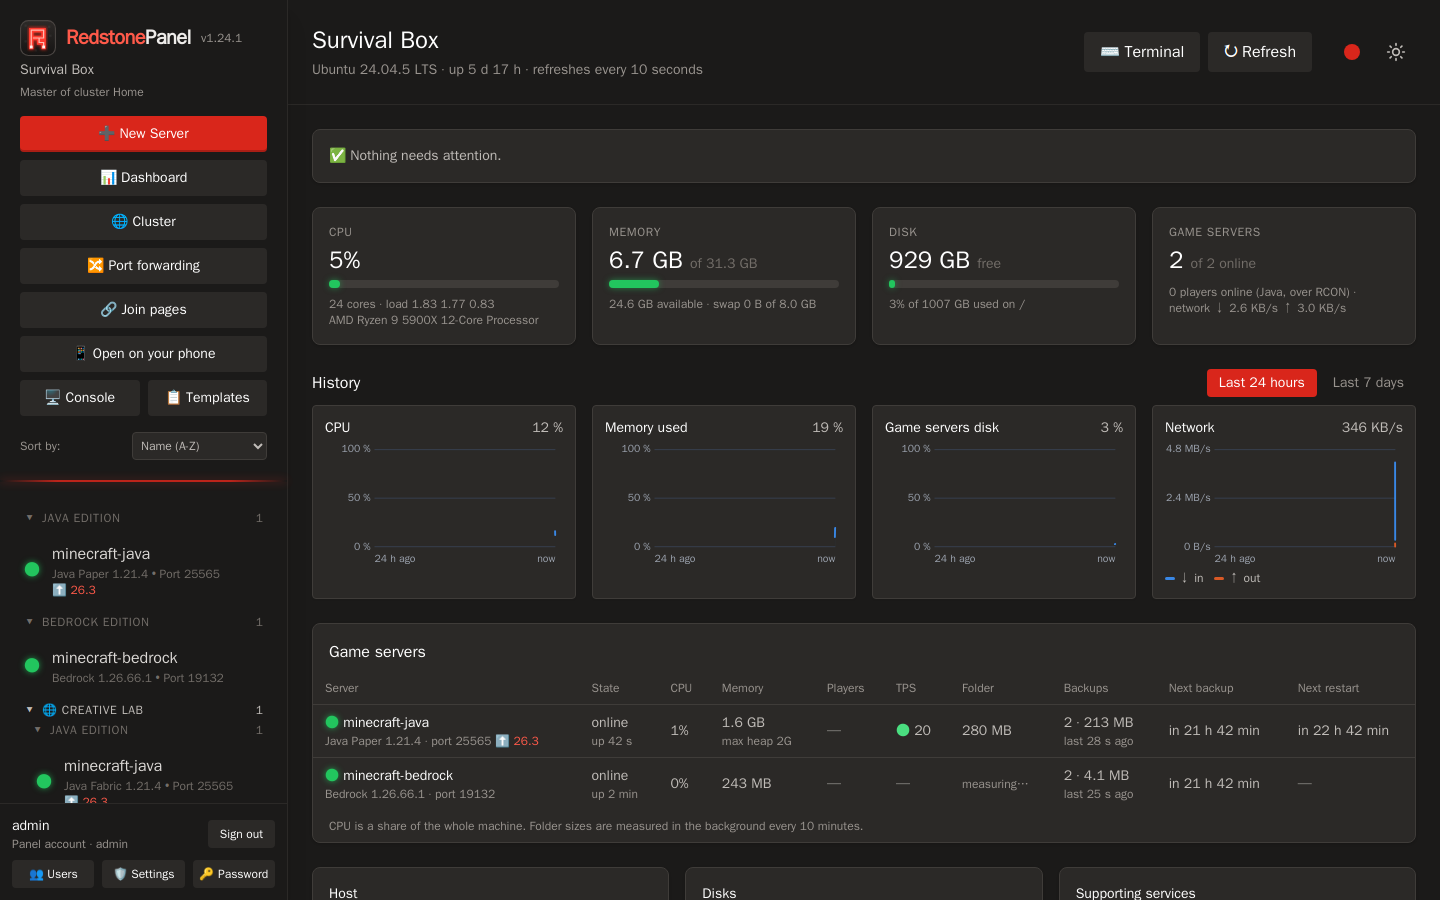 RedstonePanel v1.24.1
Survival Box
Master of cluster Home
➕ New Server
📊 Dashboard
🌐 Cluster
🔀 Port forwarding
🔗 Join pages
📱 Open on your phone
🖥️ Console
📋 Templates
Sort by:
Name (A-Z)
▼ JAVA EDITION 1
minecraft-java
Java Paper 1.21.4 • Port 25565
⬆️ 26.3
▼ BEDROCK EDITION 1
minecraft-bedrock
Bedrock 1.26.66.1 • Port 19132
▼ 🌐 CREATIVE LAB 1
▼ JAVA EDITION 1
minecraft-java
Java Fabric 1.21.4 • Port 25565
⬆️ 26.3
admin
Panel account · admin
Sign out
👥 Users
🛡️ Settings
🔑 Password
Survival Box
Ubuntu 24.04.5 LTS · up 5 d 17 h · refreshes every 10 seconds
⌨️ Terminal
↻ Refresh
✅ Nothing needs attention.
CPU
5%
24 cores · load 1.83 1.77 0.83
AMD Ryzen 9 5900X 12-Core Processor
MEMORY
6.7 GB of 31.3 GB
24.6 GB available · swap 0 B of 8.0 GB
DISK
929 GB free
3% of 1007 GB used on /
GAME SERVERS
2 of 2 online
0 players online (Java, over RCON) ·
network ↓ 2.6 KB/s ↑ 3.0 KB/s
History
Last 24 hours
Last 7 days
CPU 12 %
100 %
50 %
0 %
24 h ago now
Memory used 19 %
100 %
50 %
0 %
24 h ago now
Game servers disk 3 %
100 %
50 %
0 %
24 h ago now
Network 346 KB/s
4.8 MB/s
2.4 MB/s
0 B/s
24 h ago now
↓ in ↑ out
Game servers
Server State CPU Memory Players TPS Folder Backups Next backup Next restart
minecraft-java online 1% 1.6 GB — 20 280 MB 2 · 213 MB in 21 h 42 min in 22 h 42 min
Java Paper 1.21.4 · port 25565 ⬆️ 26.3 up 42 s max heap 2G last 28 s ago
minecraft-bedrock online 0% 243 MB — — measuring… 2 · 4.1 MB in 21 h 42 min —
Bedrock 1.26.66.1 · port 19132 up 2 min last 25 s ago
CPU is a share of the whole machine. Folder sizes are measured in the background every 10 minutes.
Host
Disks
Supporting services